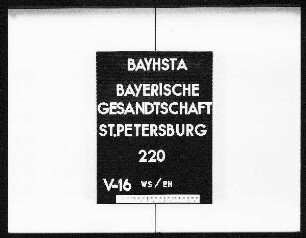 BAYHSTA
BAYERISCHE
GESANDTSCHAFT
ST.PETERSBURG
220
V-16 WS/EH